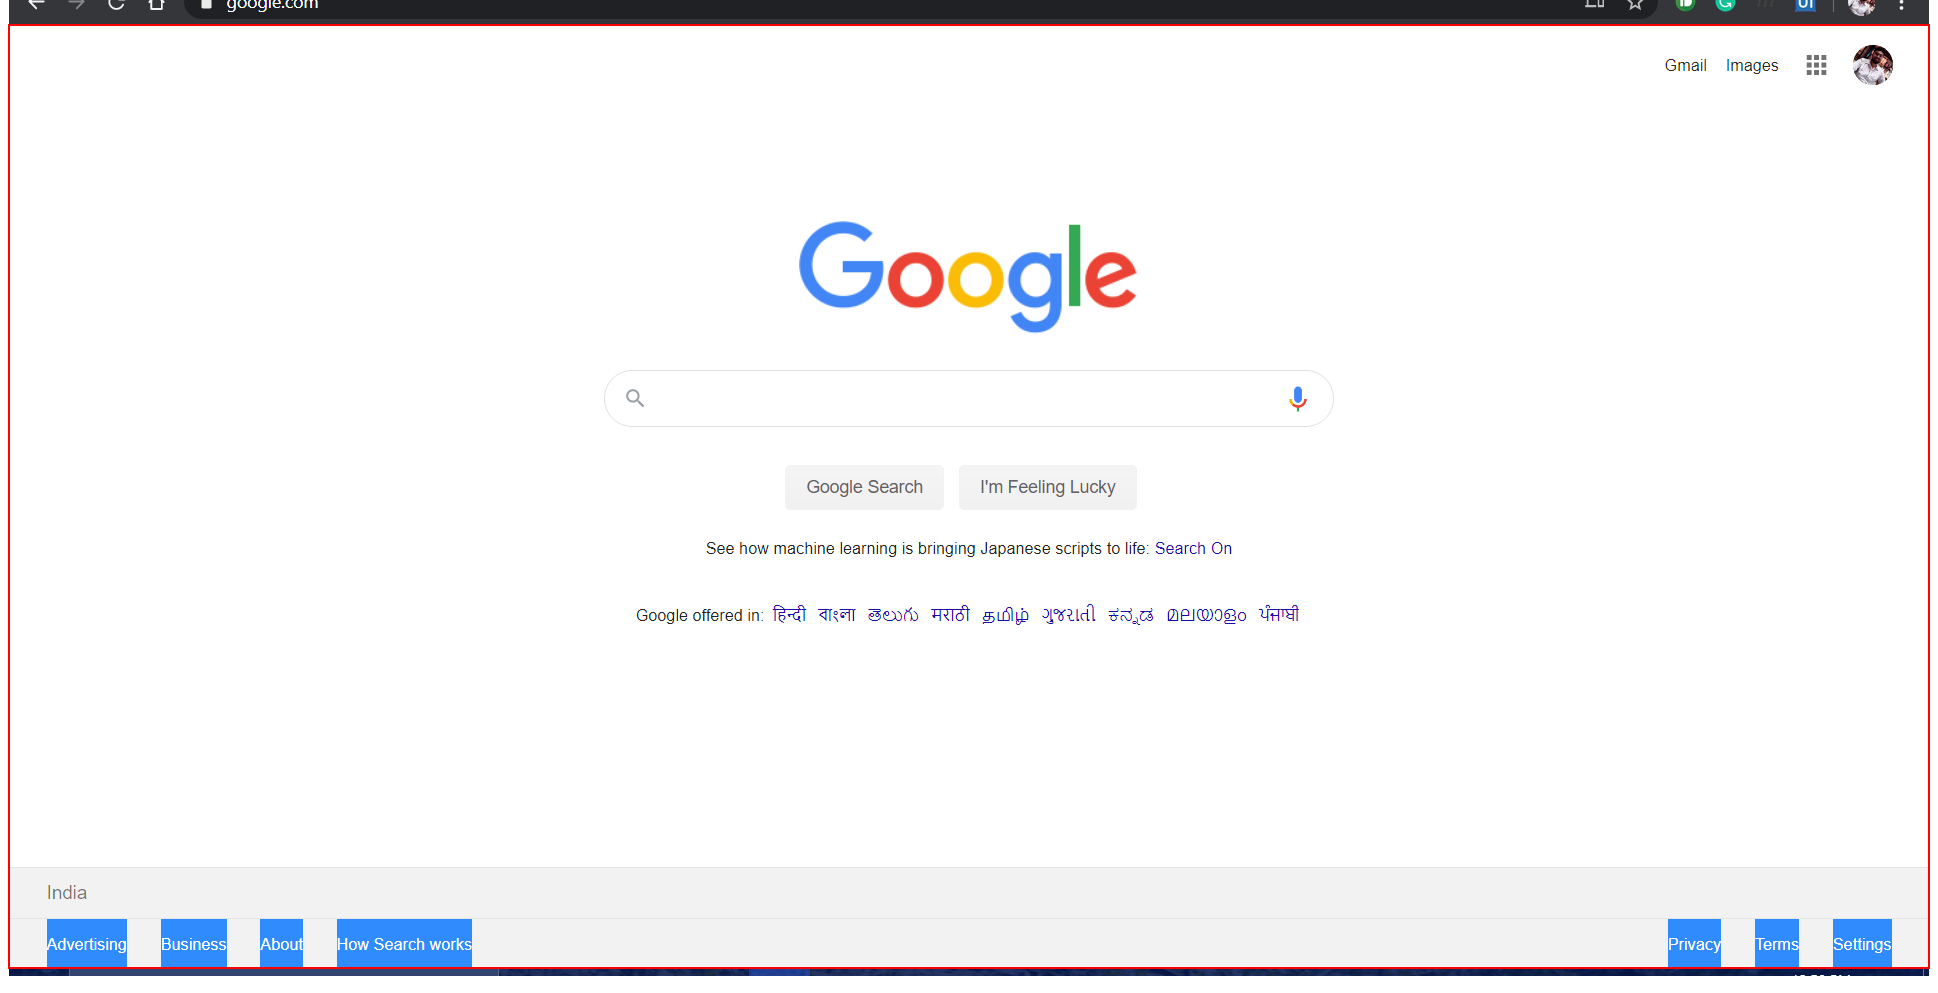 google.com
Gmail Images
Google
Google Search I'm Feeling Lucky
See how machine learning is bringing Japanese scripts to life: Search On
Google offered in: हिन्दी বাংলা తెలుగు मराठी தமிழ் ગુજરાતી ಕನ್ನಡ മലയാളം ਪੰਜਾਬੀ
India
Advertising Business About How Search works Privacy Terms Settings